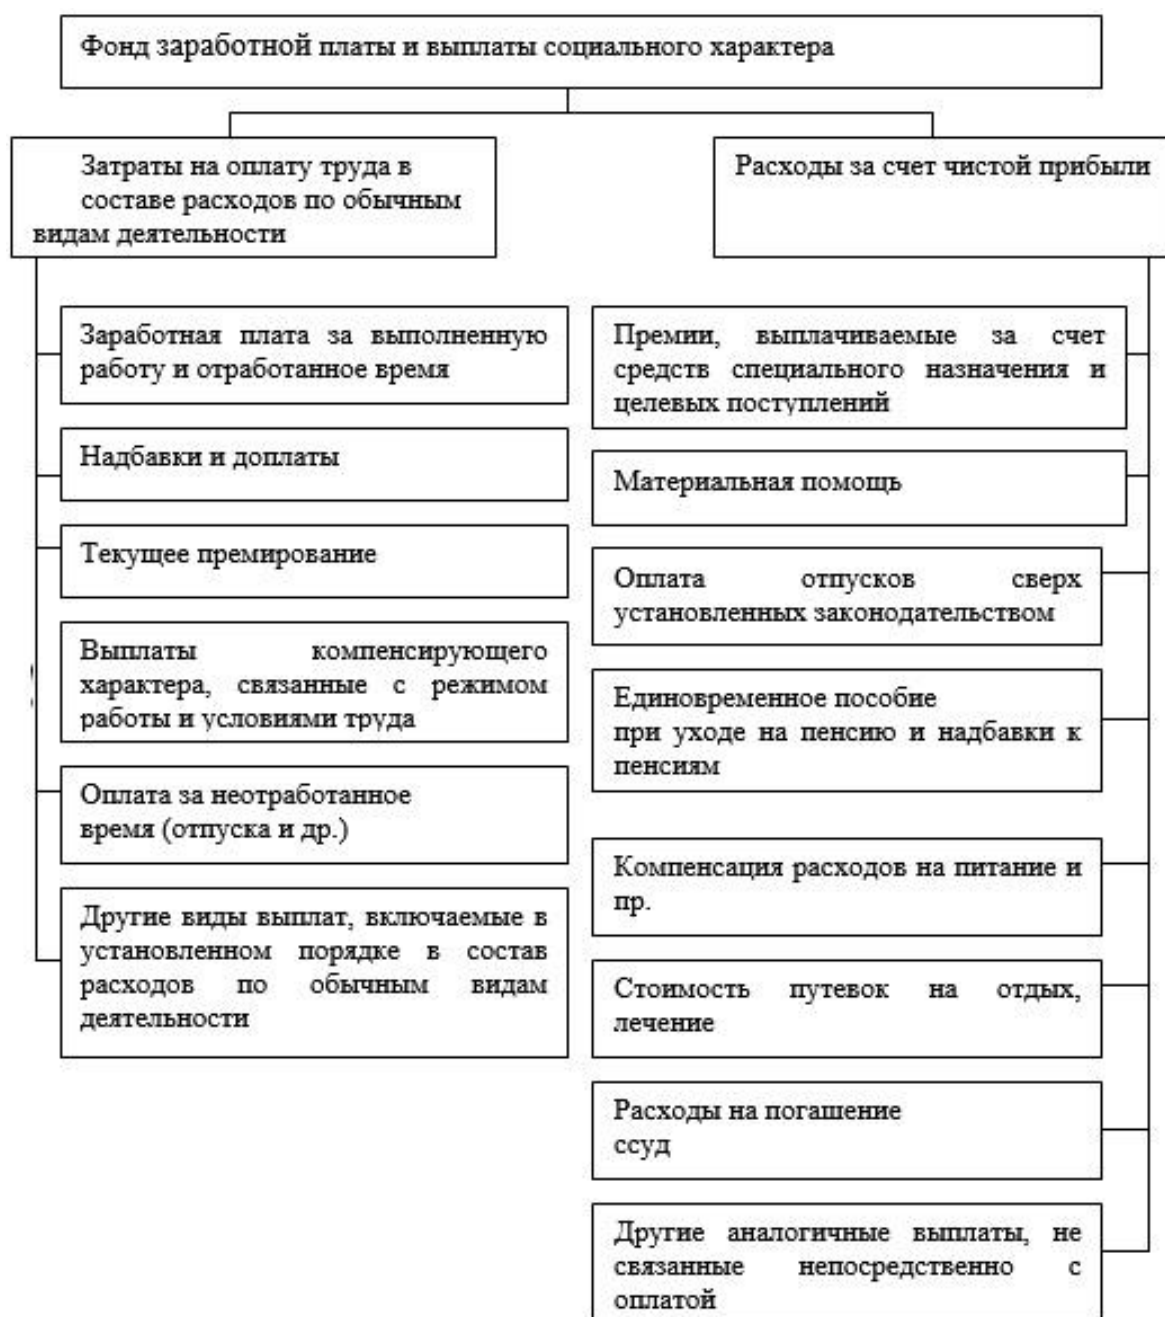 Фонд заработной платы и выплаты социального характера
Затраты на оплату труда в
составе расходов по обычным
видам деятельности
Расходы за счет чистой прибыли
Заработная плата за выполненную
работу и отработанное время
Надбавки и доплаты
Текущее премирование
Выплаты компенсирующего
характера, связанные с режимом
работы и условиями труда
Оплата за неотработанное
время (отпуска и др.)
Другие виды выплат, включаемые в
установленном порядке в состав
расходов по обычным видам
деятельности
Премии, выплачиваемые за счет
средств специального назначения и
целевых поступлений
Материальная помощь
Оплата отпусков сверх
установленных законодательством
Единовременное пособие
при уходе на пенсию и надбавки к
пенсиям
Компенсация расходов на питание и
пр.
Стоимость путевок на отдых,
лечение
Расходы на погашение
ссуд
Другие аналогичные выплаты, не
связанные непосредственно с
оплатой